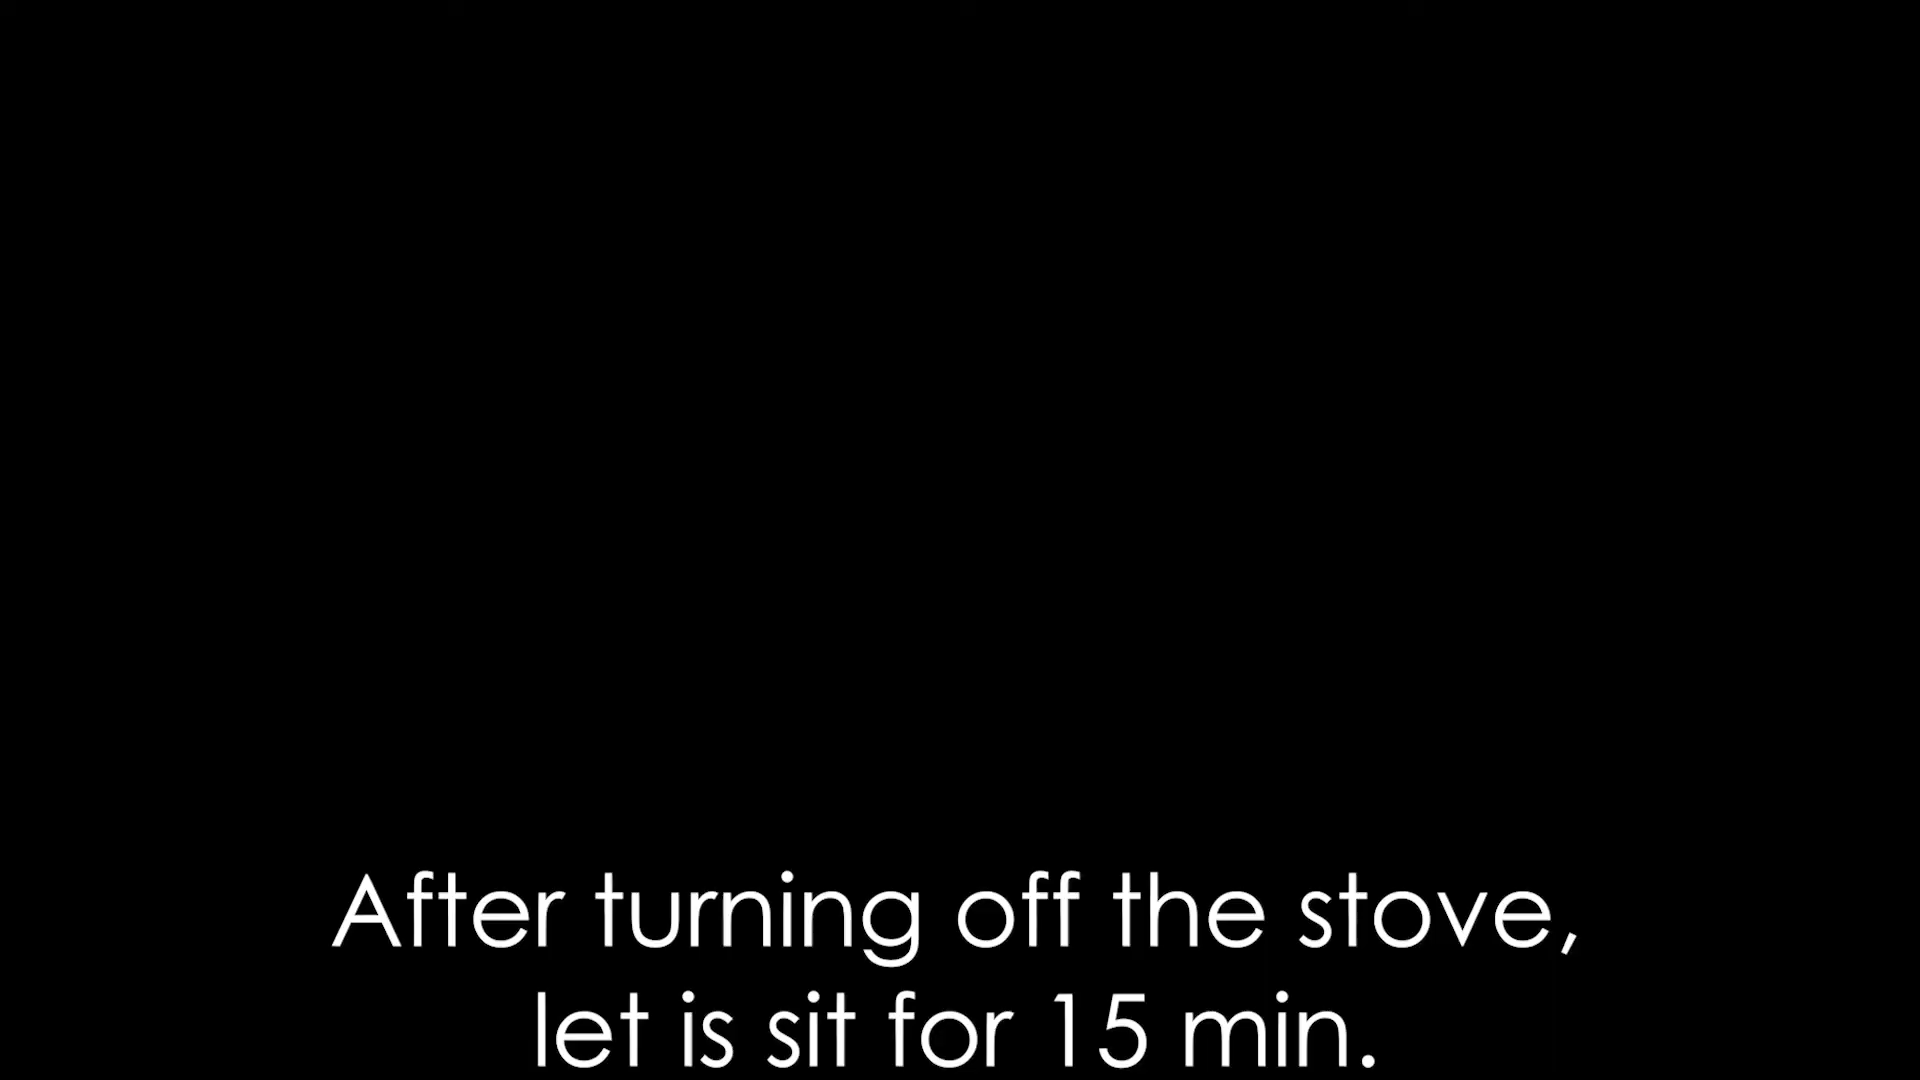 After turning off the stove,
let is sit for 15 min.